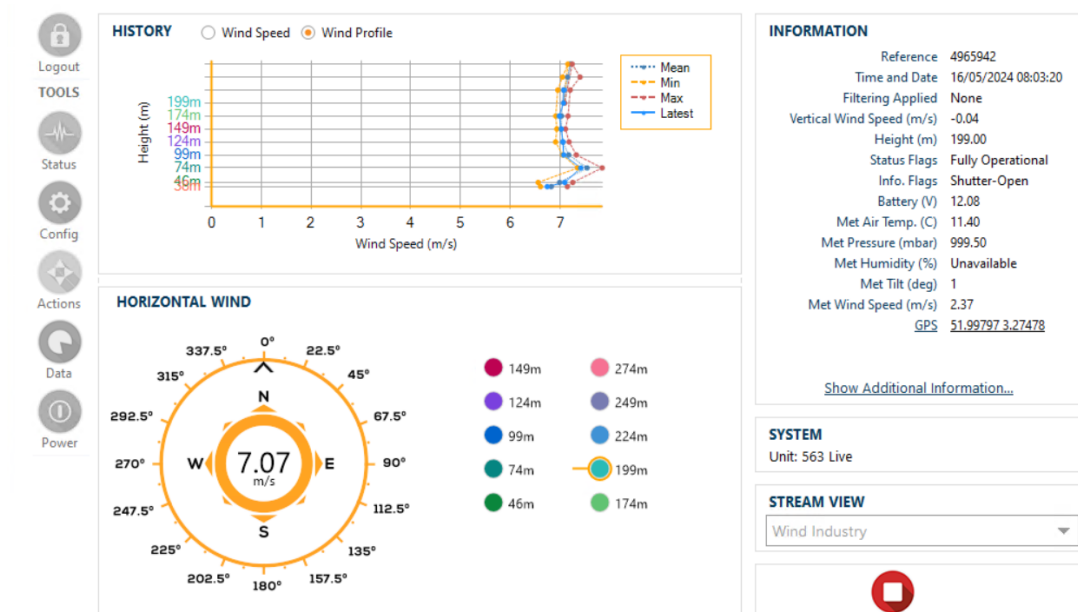 Logout
TOOLS
Status
Config
Actions
Data
Power
HISTORY
Wind Speed
Wind Profile
Height (m)
199m
174m
149m
124m
99m
74m
46m
0 1 2 3 4 5 6 7
Wind Speed (m/s)
Mean
Min
Max
Latest
HORIZONTAL WIND
0°
22.5°
45°
67.5°
90°
112.5°
135°
157.5°
180°
202.5°
225°
247.5°
270°
292.5°
315°
337.5°
N
W
E
S
7.07
m/s
149m
124m
99m
74m
46m
274m
249m
224m
199m
174m
INFORMATION
Reference 4965942
Time and Date 16/05/2024 08:03:20
Filtering Applied None
Vertical Wind Speed (m/s) -0.04
Height (m) 199.00
Status Flags Fully Operational
Info. Flags Shutter-Open
Battery (V) 12.08
Met Air Temp. (C) 11.40
Met Pressure (mbar) 999.50
Met Humidity (%) Unavailable
Met Tilt (deg) 1
Met Wind Speed (m/s) 2.37
GPS 51.99797 3.27478
Show Additional Information...
SYSTEM
Unit: 563 Live
STREAM VIEW
Wind Industry